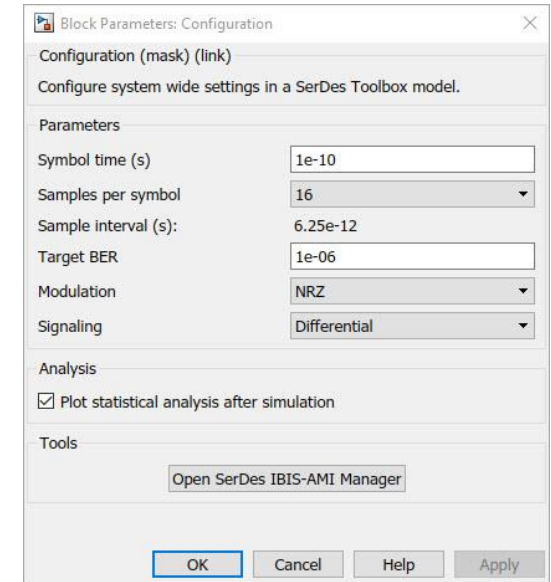 Block Parameters: Configuration
Configuration (mask) (link)
Configure system wide settings in a SerDes Toolbox model.
Parameters
Symbol time (s) 1e-10
Samples per symbol 16
Sample interval (s): 6.25e-12
Target BER 1e-06
Modulation NRZ
Signaling Differential
Analysis
Plot statistical analysis after simulation
Tools
Open SerDes IBIS-AMI Manager
OK Cancel Help Apply